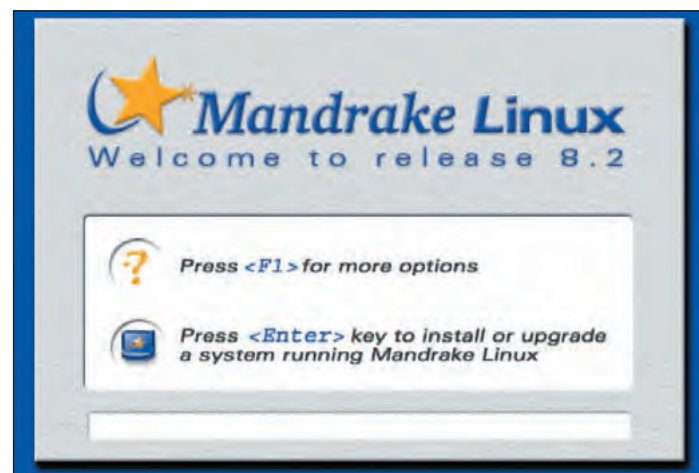 Mandrake Linux
Welcome to release 8.2
Press <F1> for more options
Press <Enter> key to install or upgrade
a system running Mandrake Linux